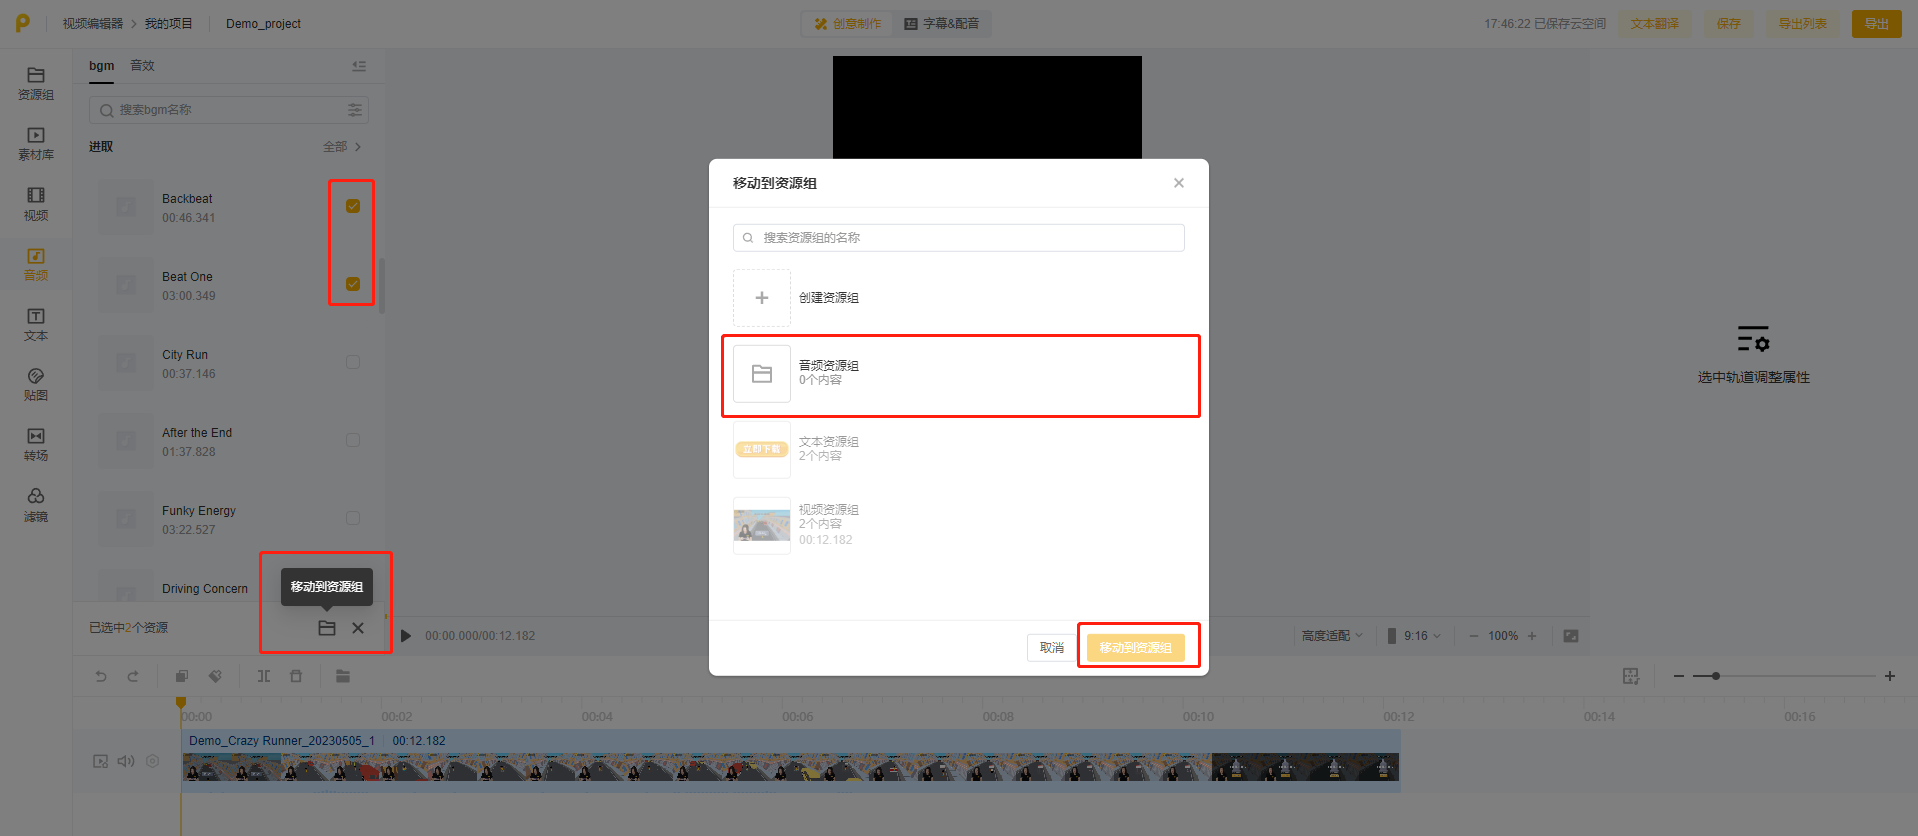 视频编辑器 > 我的项目 Demo_project
创意制作 字幕&配音
17:46:22 已保存云空间 文本翻译 保存 导出列表 导出
资源组
素材库
视频
音频
文本
贴图
转场
滤镜
bgm 音效
搜索bgm名称
进取 全部 >
Backbeat
00:46.341
Beat One
03:00.349
City Run
00:37.146
After the End
01:37.828
Funky Energy
03:22.527
Driving Concern
移动到资源组
已选中2个资源
移动到资源组
搜索资源组的名称
创建资源组
音频资源组
0个内容
立即下载
文本资源组
2个内容
视频资源组
2个内容
00:12.182
取消 移动到资源组
选中轨道调整属性
00:00.000/00:12.182
高度适配 9:16 100%
00:00 00:02 00:04 00:06 00:08 00:10 00:12 00:14 00:16
Demo_Crazy Runner_20230505_1 00:12.182